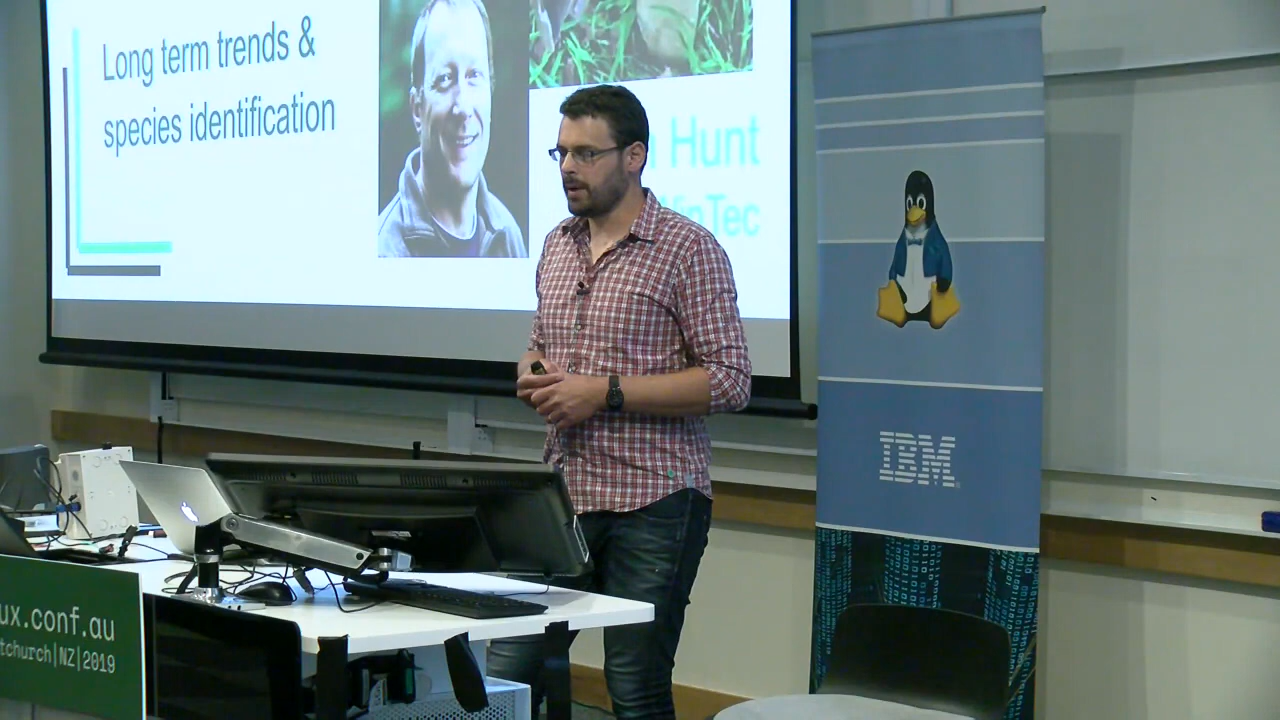 Long term trends &
species identification
Hunt
IBM
ux.conf.au
tchurch|NZ|2019